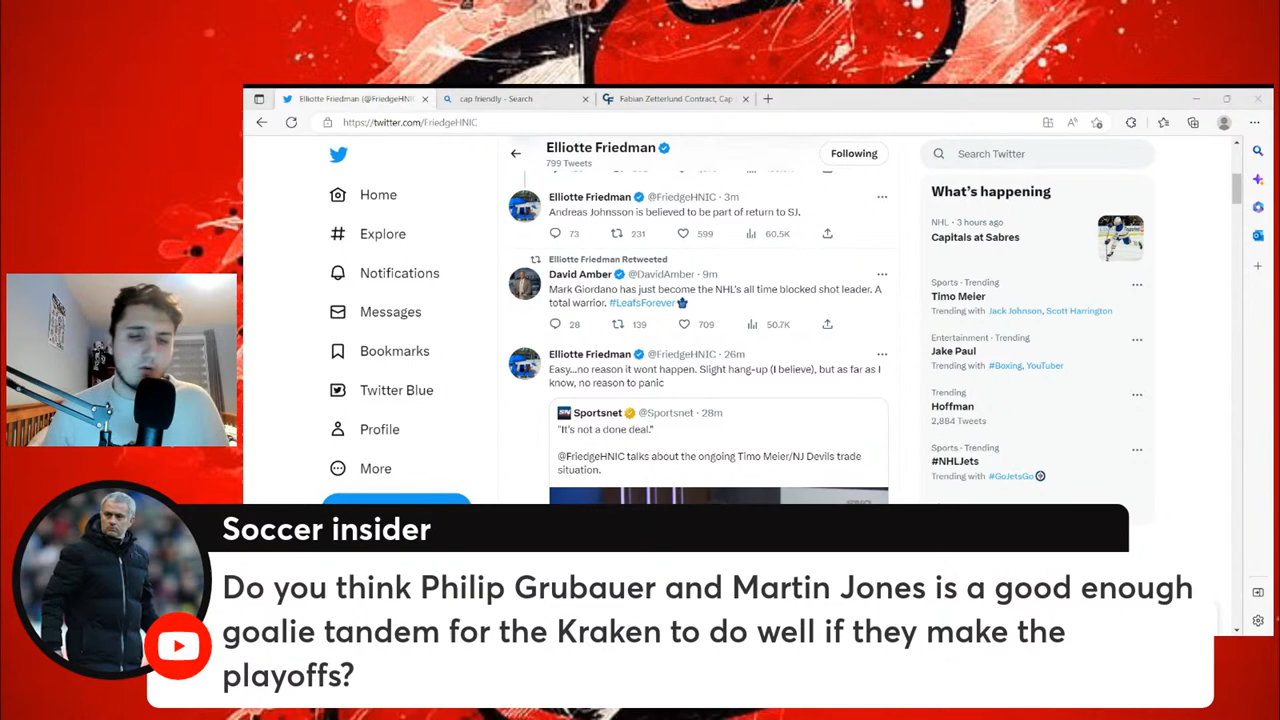 Elliotte Friedman (@FriedgeHNIC
cap friendly - Search
Fabian Zetterlund Contract, Cap
https://twitter.com/FriedgeHNIC
Home
Explore
Notifications
Messages
Bookmarks
Twitter Blue
Profile
More
Elliotte Friedman
799 Tweets
Following
Elliotte Friedman @FriedgeHNIC · 3m
Andreas Johnsson is believed to be part of return to SJ.
73 231 599 60.5K
Elliotte Friedman Retweeted
David Amber @DavidAmber · 9m
Mark Giordano has just become the NHL's all time blocked shot leader. A
total warrior. #LeafsForever
28 139 709 50.7K
Elliotte Friedman @FriedgeHNIC · 26m
Easy...no reason it wont happen. Slight hang-up (I believe), but as far as I
know, no reason to panic
Sportsnet @Sportsnet · 28m
"It's not a done deal."
@FriedgeHNIC talks about the ongoing Timo Meier/NJ Devils trade
situation.
Search Twitter
What's happening
NHL · 3 hours ago
Capitals at Sabres
Sports · Trending
Timo Meier
Trending with Jack Johnson, Scott Harrington
Entertainment · Trending
Jake Paul
Trending with #Boxing, YouTuber
Trending
Hoffman
2,884 Tweets
Sports · Trending
#NHLJets
Trending with #GoJetsGo
Soccer insider
Do you think Philip Grubauer and Martin Jones is a good enough
goalie tandem for the Kraken to do well if they make the
playoffs?